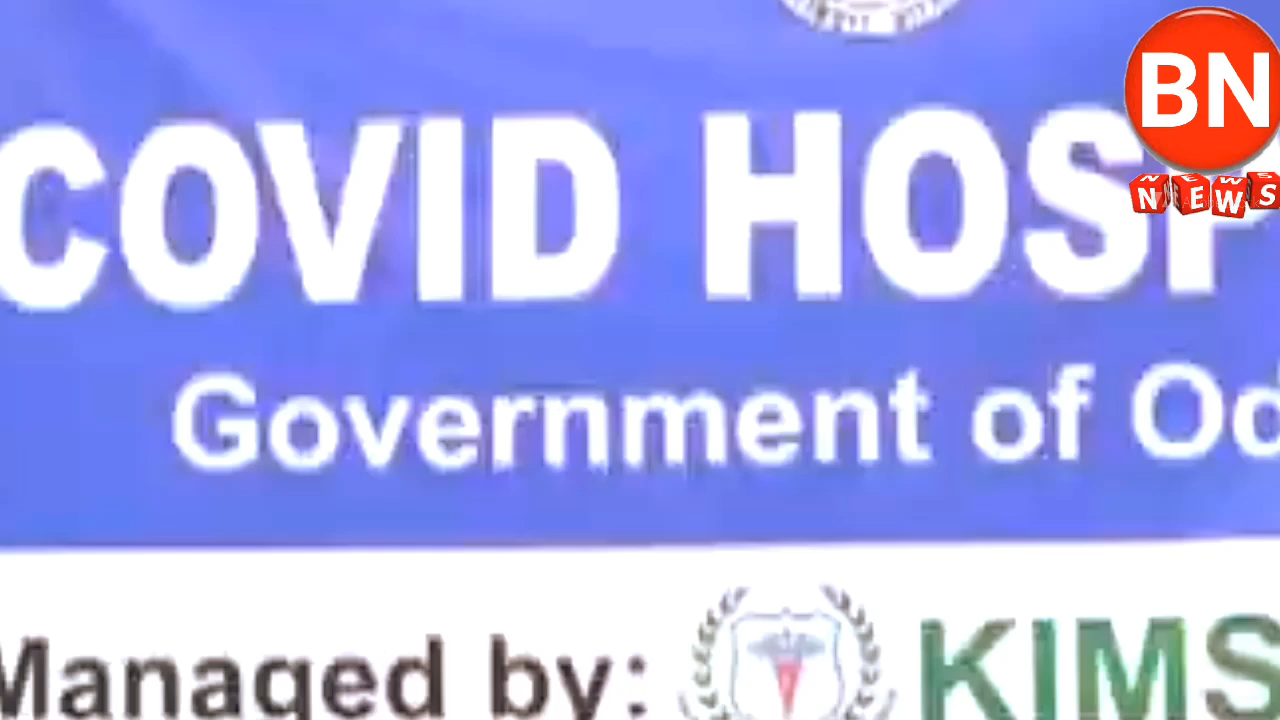 BN
NEWS
COVID HOSP
Government of Od
Managed by: KIMS